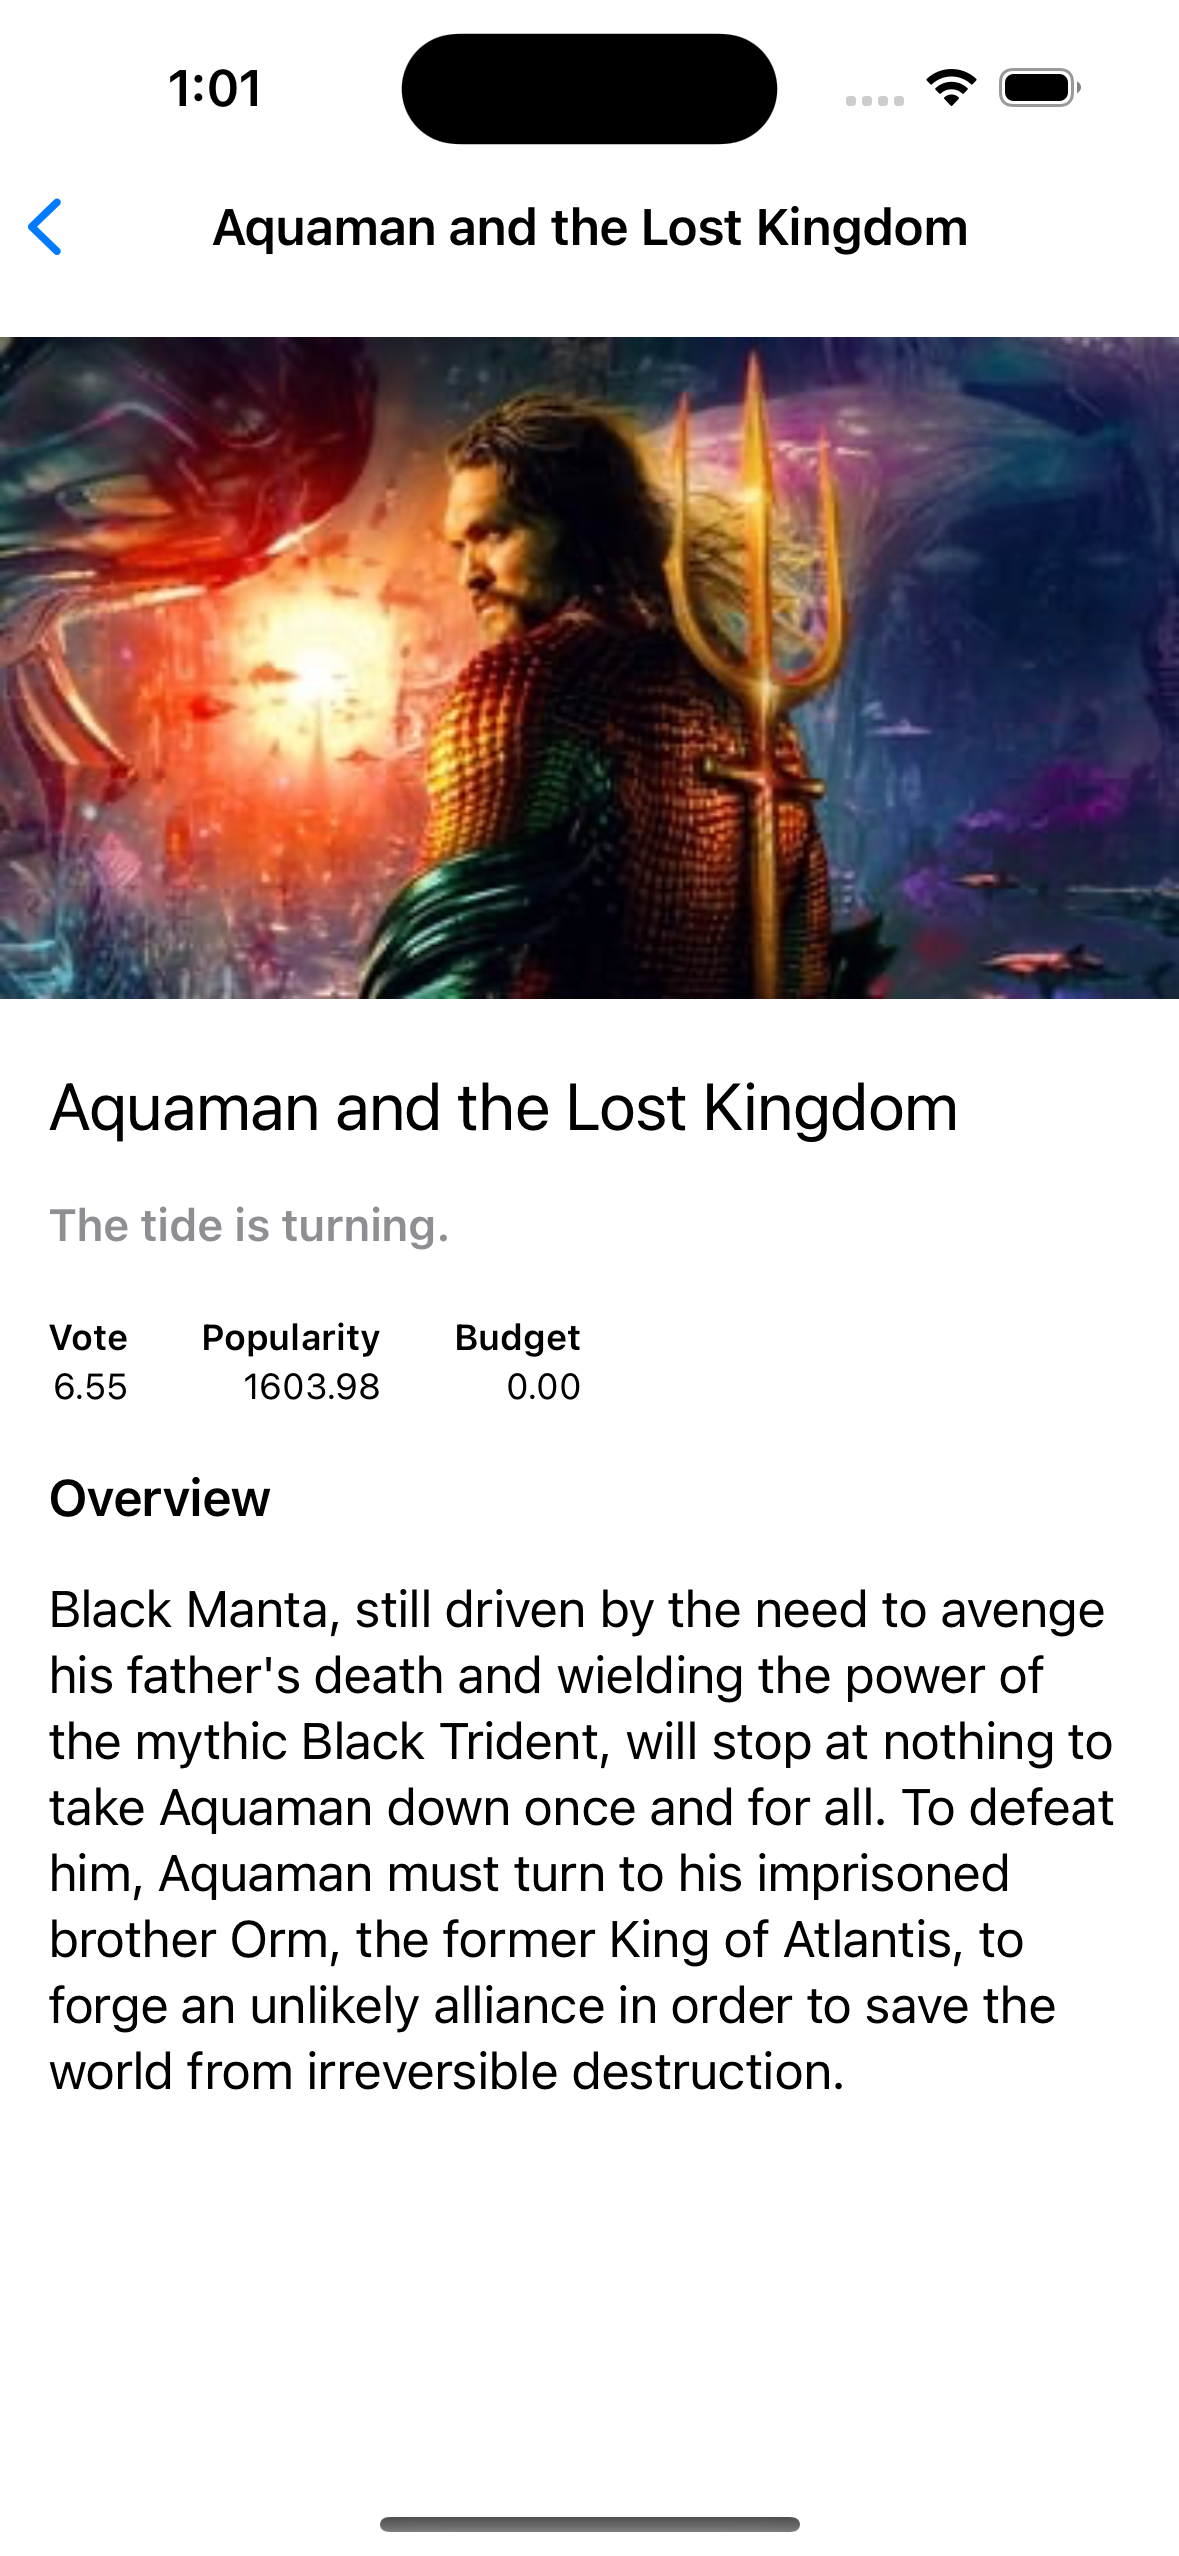 1:01
Aquaman and the Lost Kingdom
Aquaman and the Lost Kingdom
The tide is turning.
Vote Popularity Budget
6.55 1603.98 0.00
Overview
Black Manta, still driven by the need to avenge
his father's death and wielding the power of
the mythic Black Trident, will stop at nothing to
take Aquaman down once and for all. To defeat
him, Aquaman must turn to his imprisoned
brother Orm, the former King of Atlantis, to
forge an unlikely alliance in order to save the
world from irreversible destruction.